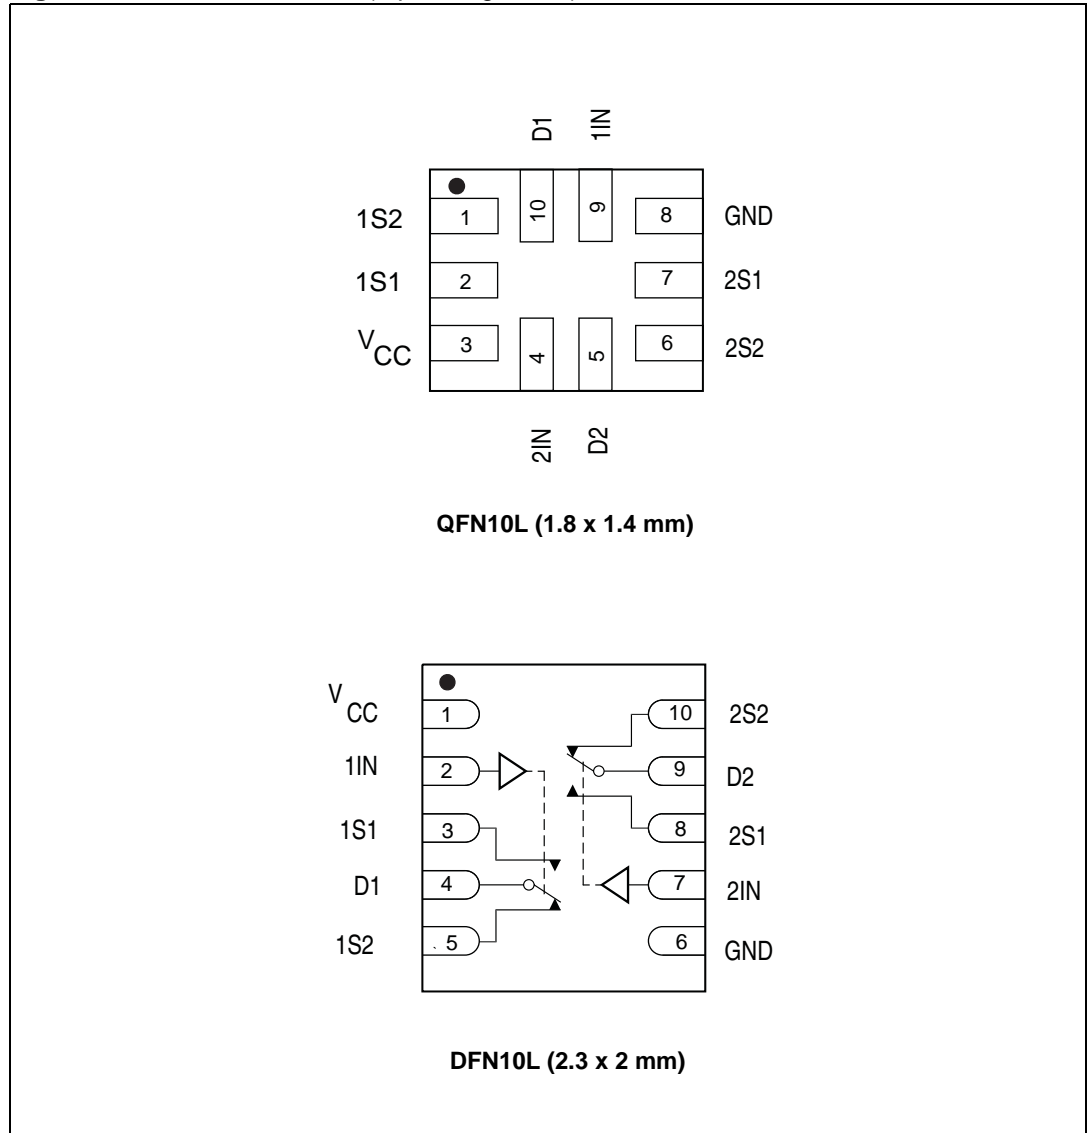 D1 1IN
1S2 1 10 9 8 GND
1S1 2 7 2S1
VCC 3 4 5 6 2S2
2IN D2
QFN10L (1.8 x 1.4 mm)
VCC 1 10 2S2
1IN 2 9 D2
1S1 3 8 2S1
D1 4 7 2IN
1S2 5 6 GND
DFN10L (2.3 x 2 mm)